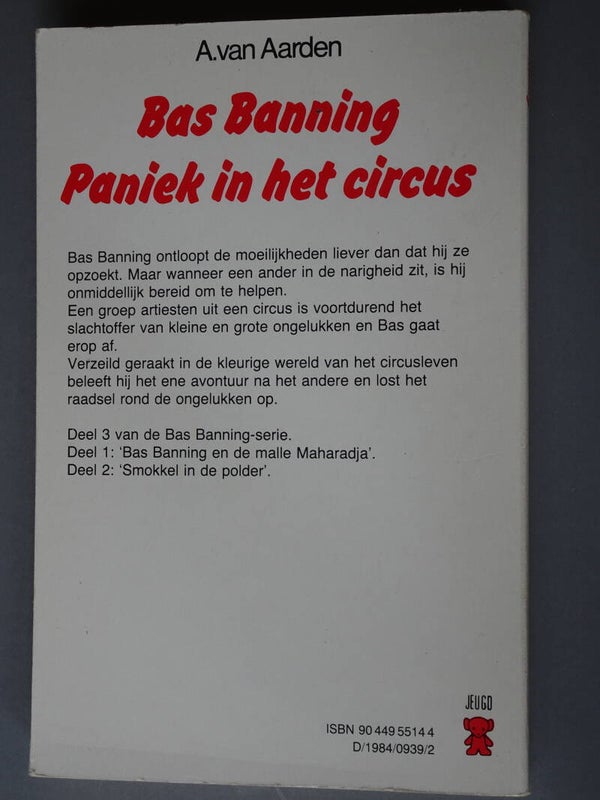 A.van Aarden
Bas Banning
Paniek in het circus
Bas Banning ontloopt de moeilijkheden liever dan dat hij ze
opzoekt. Maar wanneer een ander in de narigheid zit, is hij
onmiddellijk bereid om te helpen.
Een groep artiesten uit een circus is voortdurend het
slachtoffer van kleine en grote ongelukken en Bas gaat
erop af.
Verzeild geraakt in de kleurige wereld van het circusleven
beleeft hij het ene avontuur na het andere en lost het
raadsel rond de ongelukken op.
Deel 3 van de Bas Banning-serie.
Deel 1: 'Bas Banning en de malle Maharadja'.
Deel 2: 'Smokkel in de polder'.
JEUGD
ISBN 90 449 5514 4
D/1984/0939/2